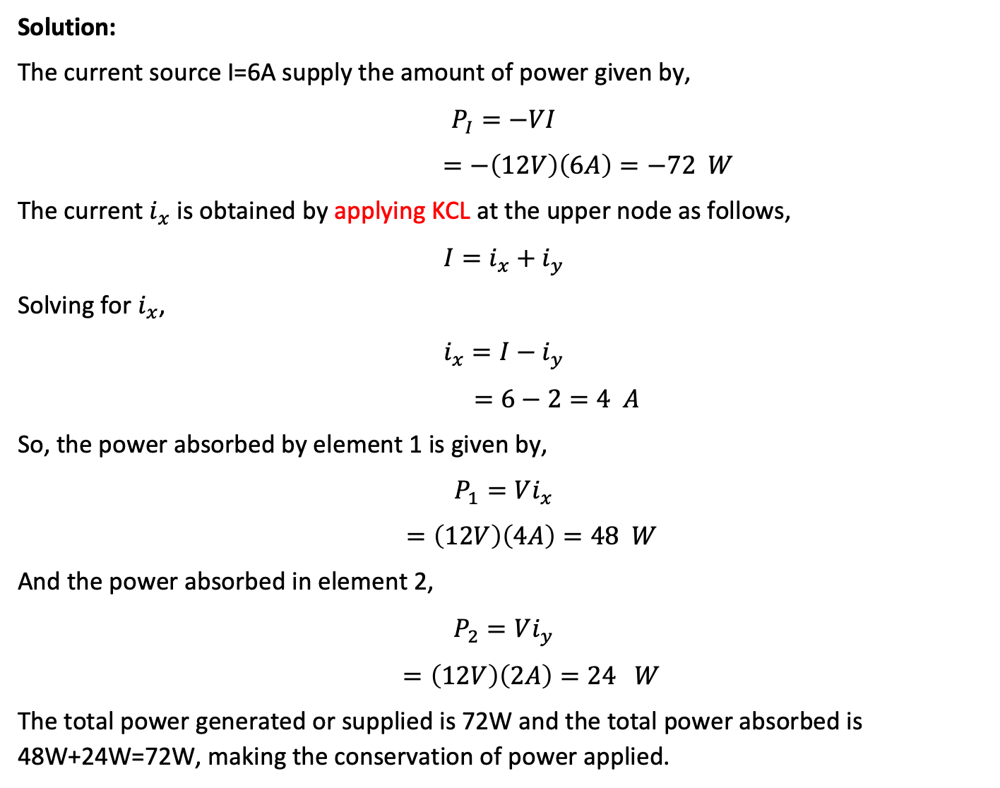 Solution:
The current source I=6A supply the amount of power given by,
P_I = −VI
= −(12V)(6A) = −72 W
The current i_x is obtained by applying KCL at the upper node as follows,
I = i_x + i_y
Solving for i_x,
i_x = I − i_y
= 6 − 2 = 4 A
So, the power absorbed by element 1 is given by,
P_1 = Vi_x
= (12V)(4A) = 48 W
And the power absorbed in element 2,
P_2 = Vi_y
= (12V)(2A) = 24 W
The total power generated or supplied is 72W and the total power absorbed is
48W+24W=72W, making the conservation of power applied.